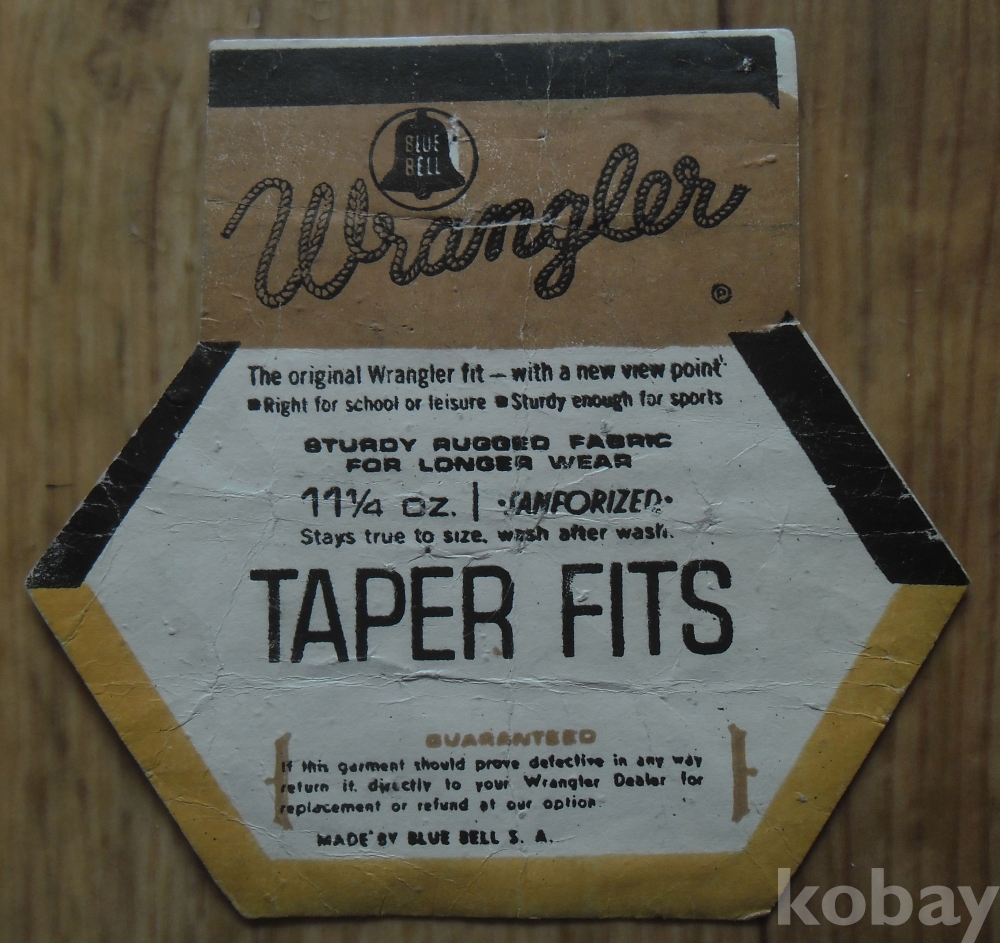 BLUE
BELL
Wrangler
®
The original Wrangler fit – with a new view point'
■ Right for school or leisure ■ Sturdy enough for sports
STURDY RUGGED FABRIC
FOR LONGER WEAR
11¼ OZ. | •SANFORIZED•
Stays true to size, wash after wash.
TAPER FITS
GUARANTEED
If this garment should prove defective in any way
return it directly to your Wrangler Dealer for
replacement or refund at our option
MADE BY BLUE BELL S. A.
kobay